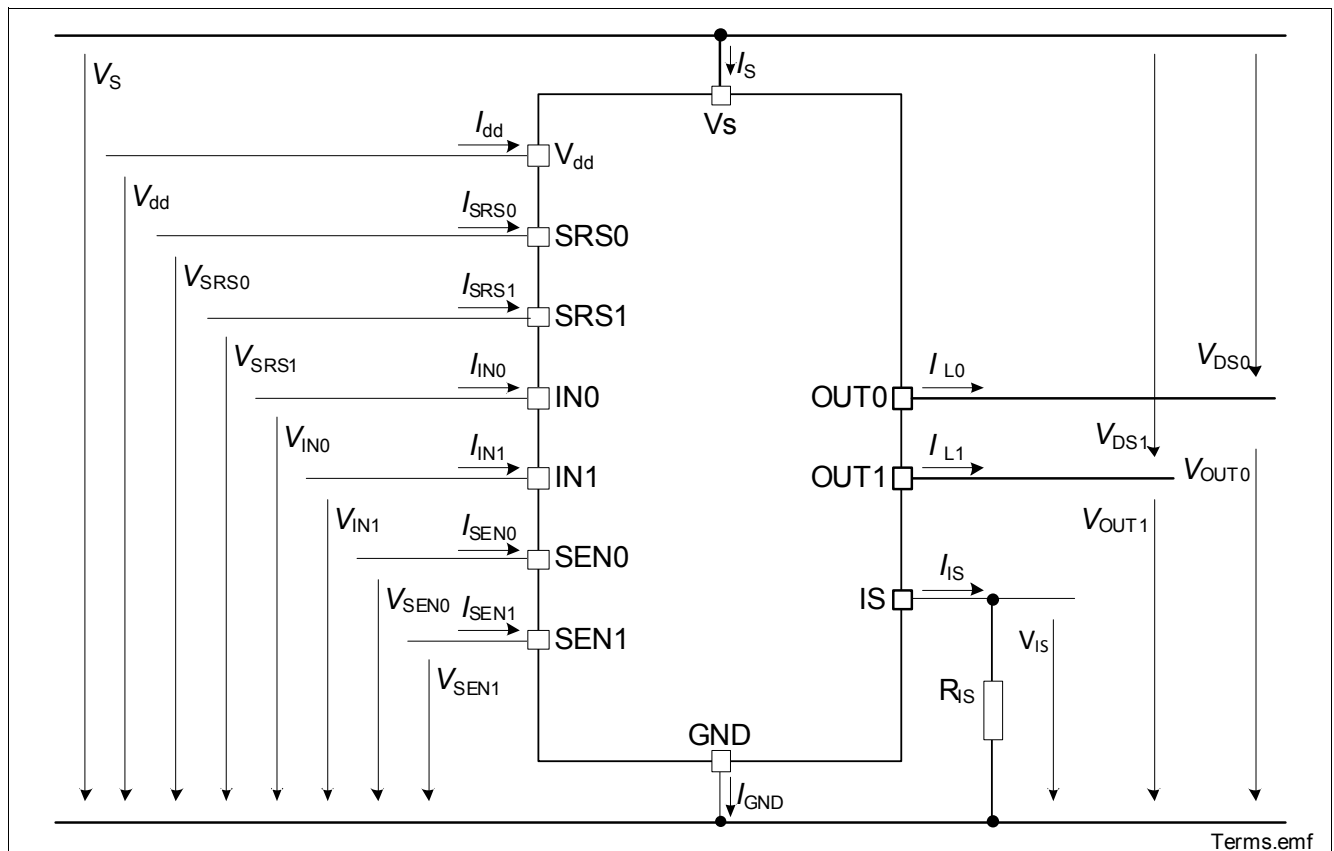 VS
IS
Vs
Idd
Vdd
Vdd
ISRS0
SRS0
VSRS0
ISRS1
SRS1
VSRS1
IIN0
IN0
IL0
OUT0
VDS0
VIN0
IIN1
IN1
IL1
OUT1
VDS1
VOUT0
VIN1
VOUT1
ISEN0
SEN0
IIS
IS
VSEN0
ISEN1
SEN1
VIS
VSEN1
RIS
GND
IGND
Terms.emf